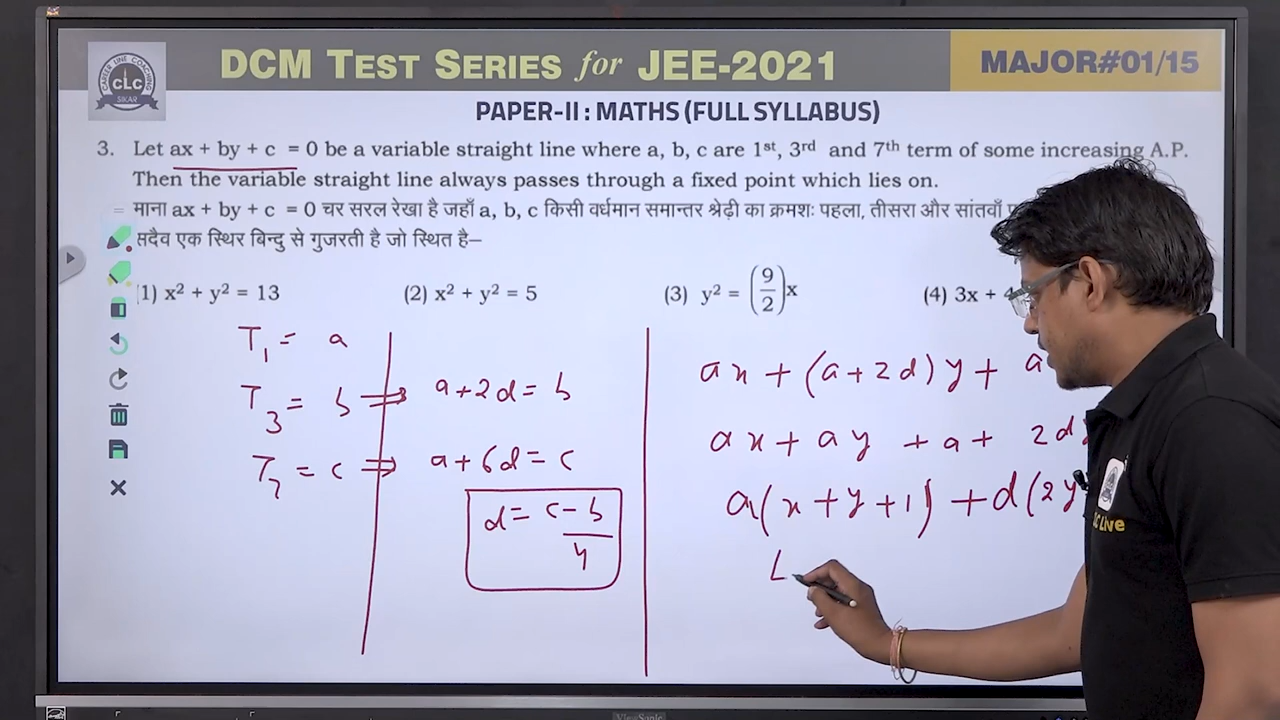 CAREER LINE COACHING
CLC
SIKAR
DCM TEST SERIES for JEE-2021
MAJOR#01/15
PAPER-II : MATHS (FULL SYLLABUS)
3. Let ax + by + c = 0 be a variable straight line where a, b, c are 1st, 3rd and 7th term of some increasing A.P.
Then the variable straight line always passes through a fixed point which lies on.
माना ax + by + c = 0 चर सरल रेखा है जहाँ a, b, c किसी वर्धमान समान्तर श्रेढ़ी का क्रमशः पहला, तीसरा और सांतवाँ
सदैव एक स्थिर बिन्दु से गुजरती है जो स्थित है–
1) x² + y² = 13 (2) x² + y² = 5 (3) y² = (9/2)x (4) 3x +
T₁ = a
T₃ = b ⇒ a+2d = b
T₇ = c ⇒ a+6d = c
d = c-b/4
ax + (a+2d)y + a
ax + ay + a + 2d
a(x+y+1) + d(2y
L
LIVE
ViewSonic